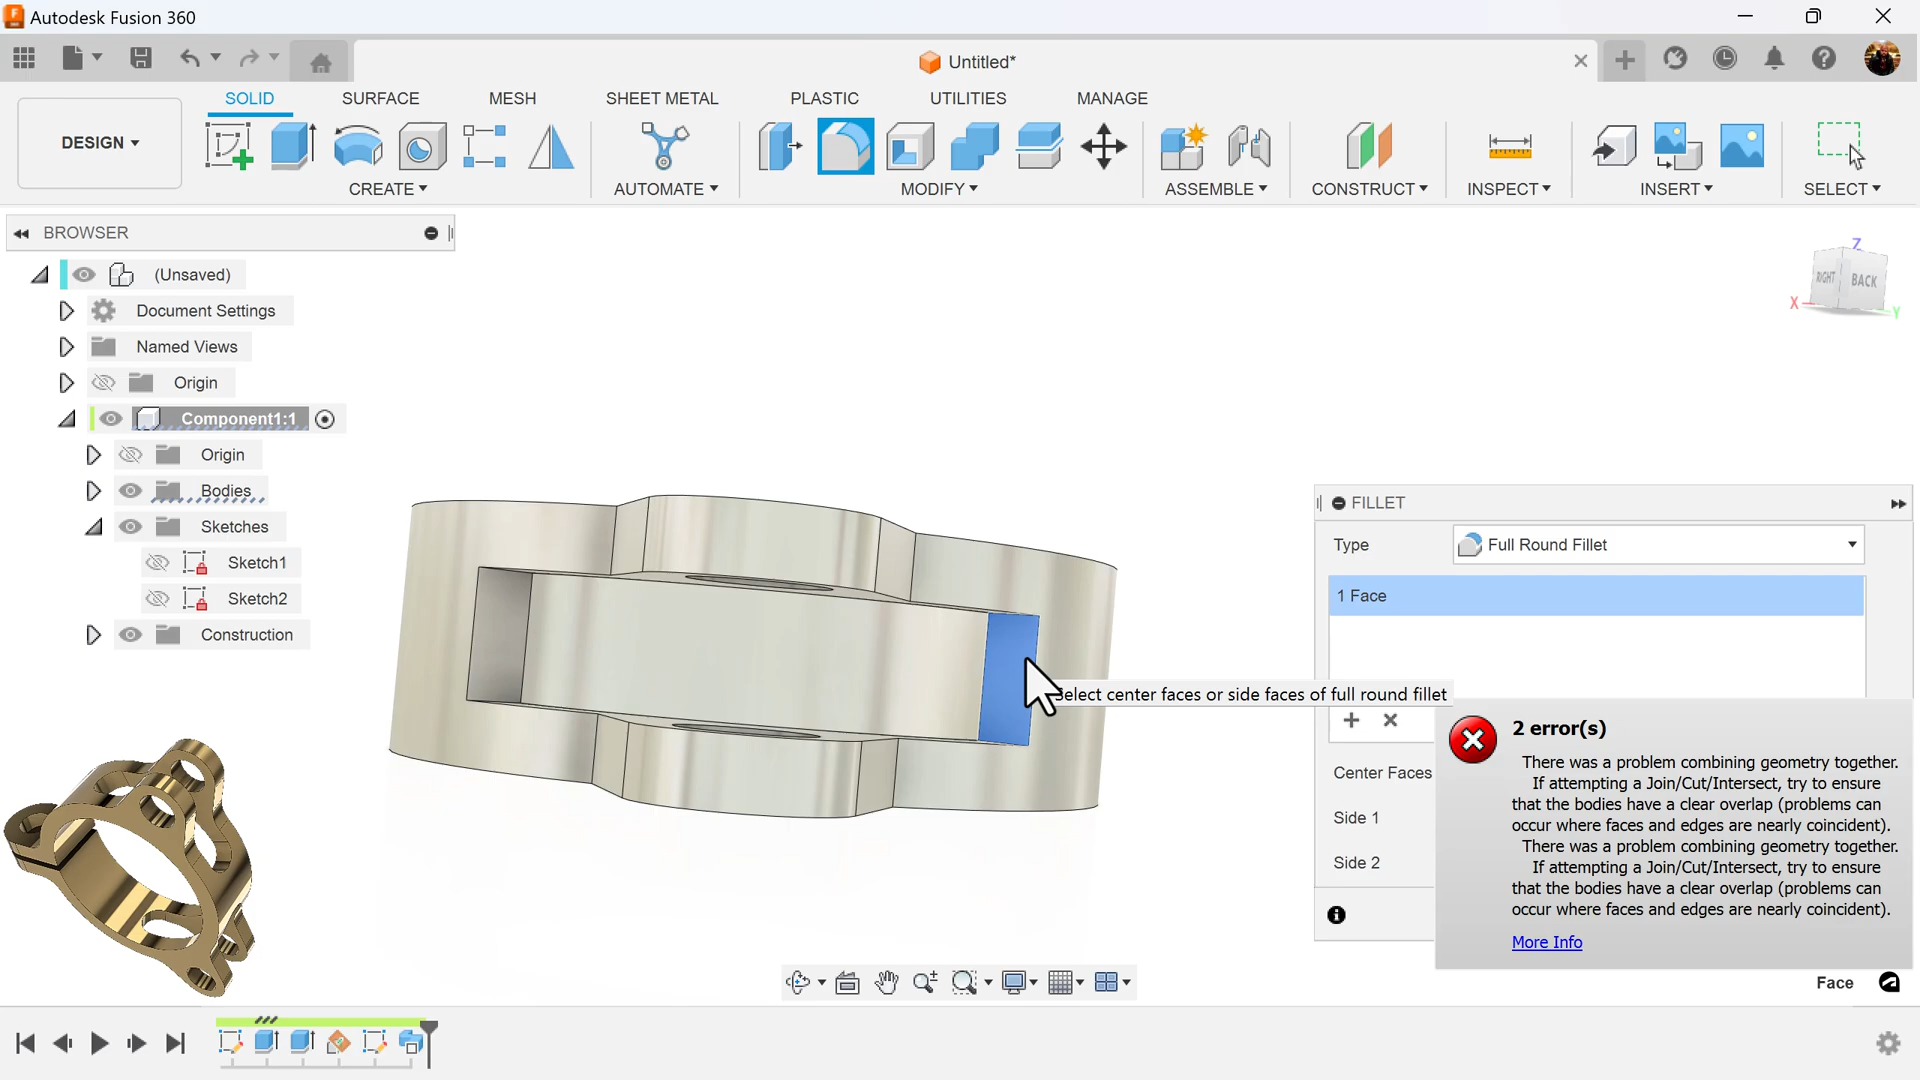 Autodesk Fusion 360
Untitled*
SOLID
SURFACE
MESH
SHEET METAL
PLASTIC
UTILITIES
MANAGE
DESIGN
CREATE
AUTOMATE
MODIFY
ASSEMBLE
CONSTRUCT
INSPECT
INSERT
SELECT
BROWSER
(Unsaved)
Document Settings
Named Views
Origin
Component1:1
Origin
Bodies
Sketches
Sketch1
Sketch2
Construction
Z
RIGHT
BACK
X
Y
FILLET
Type
Full Round Fillet
1 Face
Select center faces or side faces of full round fillet
Center Faces
Side 1
Side 2
2 error(s)
There was a problem combining geometry together.
If attempting a Join/Cut/Intersect, try to ensure
that the bodies have a clear overlap (problems can
occur where faces and edges are nearly coincident).
There was a problem combining geometry together.
If attempting a Join/Cut/Intersect, try to ensure
that the bodies have a clear overlap (problems can
occur where faces and edges are nearly coincident).
More Info
Face